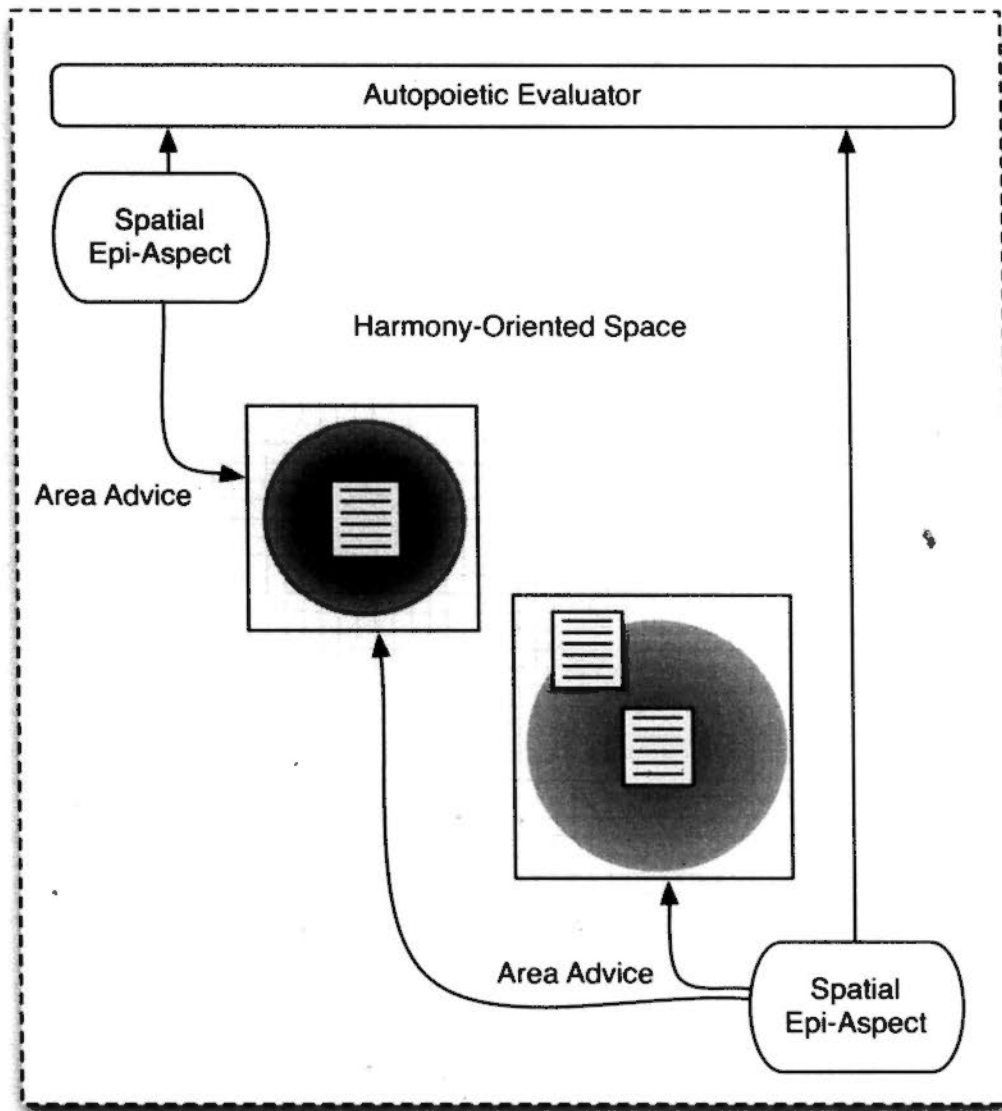 Autopoietic Evaluator
Spatial
Epi-Aspect
Harmony-Oriented Space
Area Advice
Area Advice
Spatial
Epi-Aspect